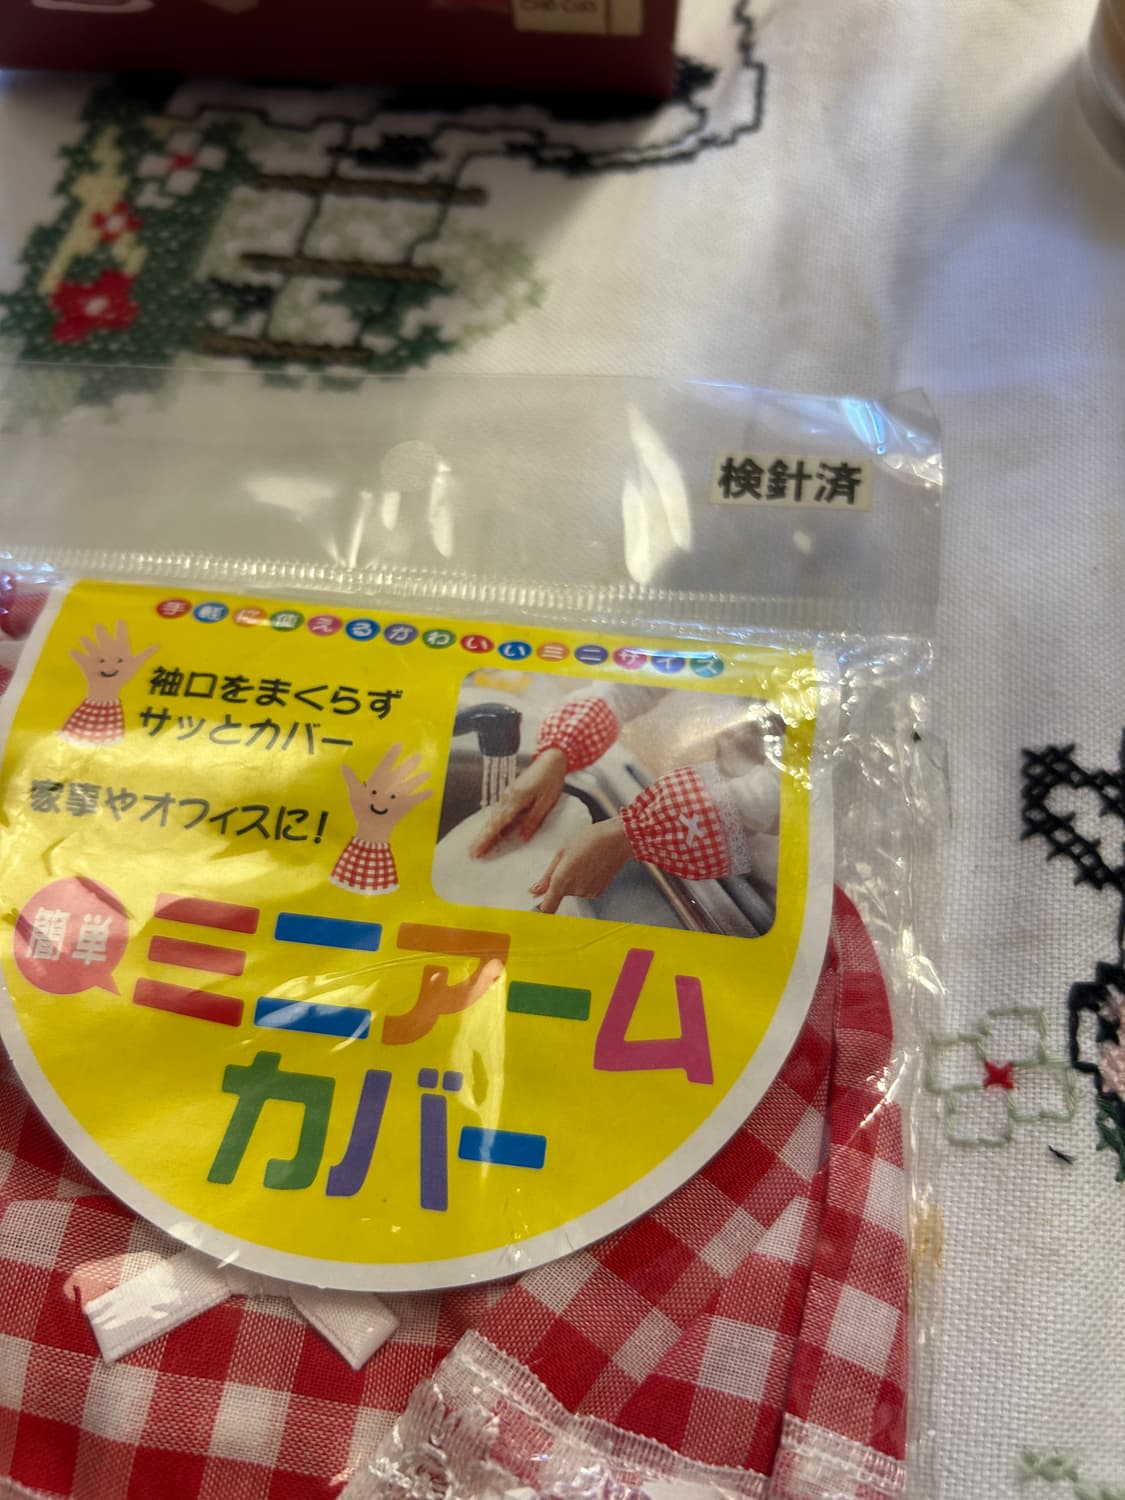 検針済
手軽に使えるかわいいミニサイズ
袖口をまくらず
サッとカバー
家事やオフィスに!
簡単
ミニアーム
カバー